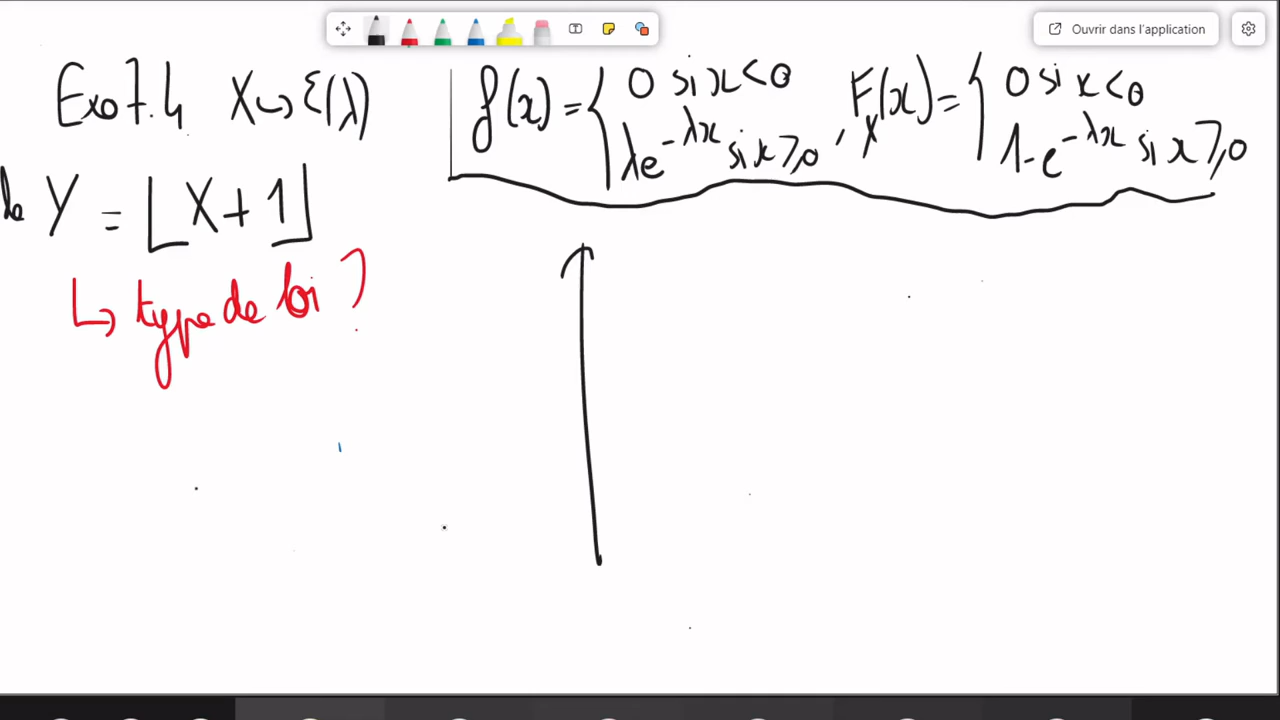 Ouvrir dans l'application
Exo 7.4 X↪ℰ(λ)
f(x) = { 0 si x<0
λe^{-λx} si x⩾0 ,
F_X(x) = { 0 si x<0
1-e^{-λx} si x⩾0
de Y = ⌊X+1⌋
↳ type de loi ?